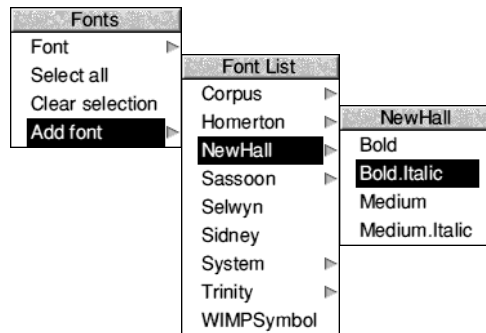 Fonts
Font
Select all
Clear selection
Add font
Font List
Corpus
Homerton
NewHall
Sassoon
Selwyn
Sidney
System
Trinity
WIMPSymbol
NewHall
Bold
Bold.Italic
Medium
Medium.Italic